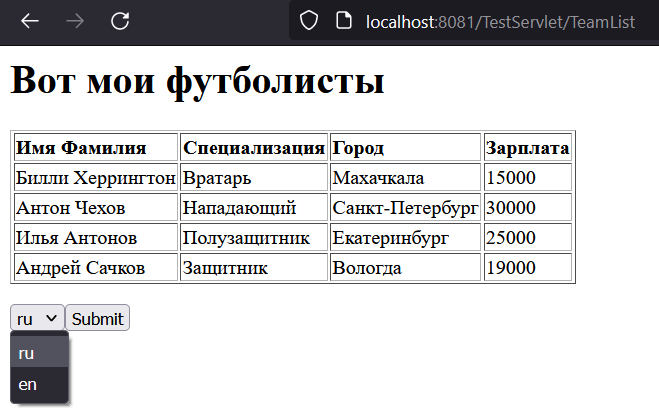 localhost:8081/TestServlet/TeamList
Вот мои футболисты
Имя Фамилия Специализация Город Зарплата
Билли Херрингтон Вратарь Махачкала 15000
Антон Чехов Нападающий Санкт-Петербург 30000
Илья Антонов Полузащитник Екатеринбург 25000
Андрей Сачков Защитник Вологда 19000
ru Submit
ru
en